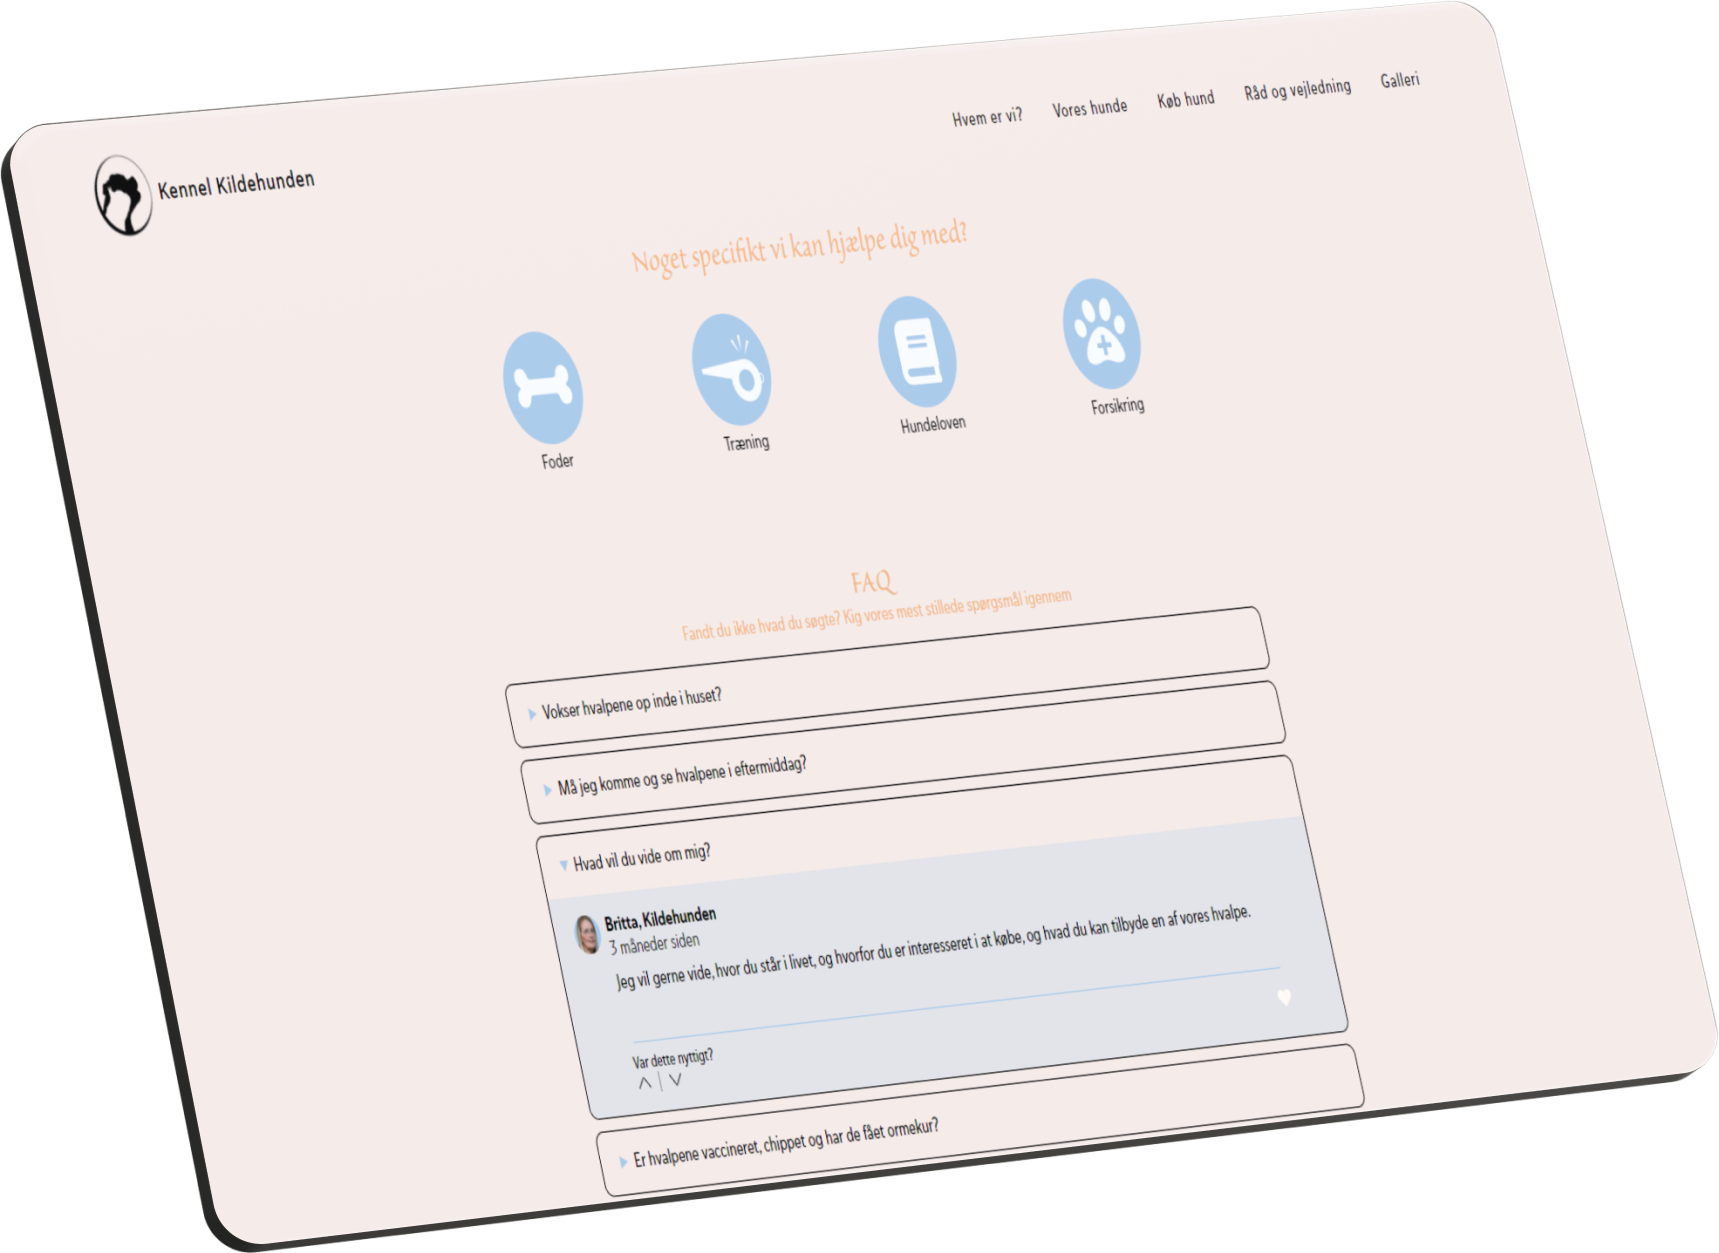 Kennel Kildehunden
Hvem er vi?
Vores hunde
Køb hund
Råd og vejledning
Galleri
Noget specifikt vi kan hjælpe dig med?
Foder
Træning
Hundeloven
Forsikring
FAQ
Fandt du ikke hvad du søgte? Kig vores mest stillede spørgsmål igennem
Vokser hvalpene op inde i huset?
Må jeg komme og se hvalpene i eftermiddag?
Hvad vil du vide om mig?
Britta, Kildehunden
3 måneder siden
Jeg vil gerne vide, hvor du står i livet, og hvorfor du er interesseret i at købe, og hvad du kan tilbyde en af vores hvalpe.
Var dette nyttigt?
Er hvalpene vaccineret, chippet og har de fået ormekur?